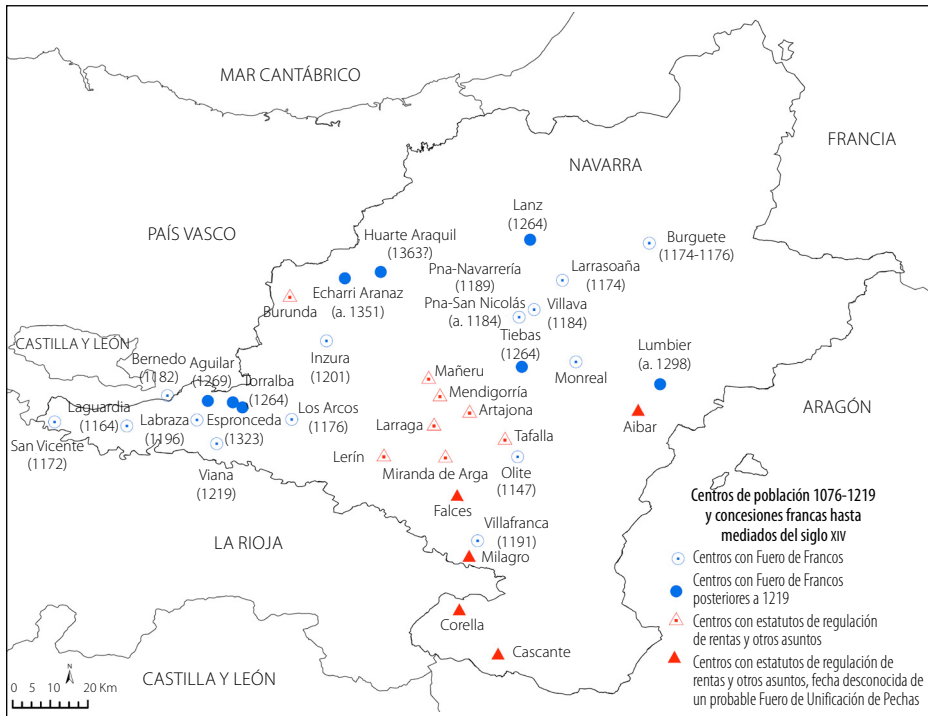 MAR CANTÁBRICO
FRANCIA
NAVARRA
PAÍS VASCO
Lanz
(1264)
Huarte Araquil
(1363?)
Burguete
(1174-1176)
Pna-Navarrería
(1189)
Larrasoaña
(1174)
Echarri Aranaz
(a. 1351)
Pna-San Nicolás
(a. 1184)
Villava
(1184)
Burunda
Tiebas
(1264)
CASTILLA Y LEÓN
Bernedo
(1182)
Aguilar
(1269)
Inzura
(1201)
Lumbier
(a. 1298)
Monreal
Mañeru
Mendigorría
Torralba
(1264)
Artajona
ARAGÓN
Laguardia
(1164)
Labraza
(1196)
Espronceda
(1323)
Los Arcos
(1176)
Larraga
Aibar
Tafalla
San Vicente
(1172)
Lerín
Miranda de Arga
Olite
(1147)
Viana
(1219)
Falces
Villafranca
(1191)
LA RIOJA
Milagro
Corella
Cascante
CASTILLA Y LEÓN
N
0 5 10 20 Km
Centros de población 1076-1219
y concesiones francas hasta
mediados del siglo XIV
Centros con Fuero de Francos
Centros con Fuero de Francos
posteriores a 1219
Centros con estatutos de regulación
de rentas y otros asuntos
Centros con estatutos de regulación de
rentas y otros asuntos, fecha desconocida de
un probable Fuero de Unificación de Pechas